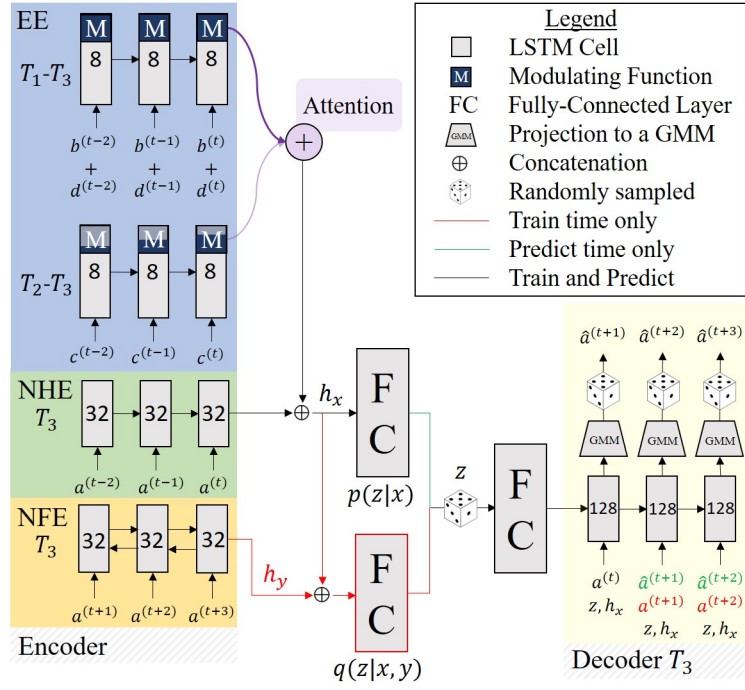 EE
M M M
8 8 8
T₁-T₃
b⁽ᵗ⁻²⁾ b⁽ᵗ⁻¹⁾ b⁽ᵗ⁾
+ + +
d⁽ᵗ⁻²⁾ d⁽ᵗ⁻¹⁾ d⁽ᵗ⁾
M M M
8 8 8
T₂-T₃
c⁽ᵗ⁻²⁾ c⁽ᵗ⁻¹⁾ c⁽ᵗ⁾
Attention
+
NHE
T₃
32 32 32
a⁽ᵗ⁻²⁾ a⁽ᵗ⁻¹⁾ a⁽ᵗ⁾
NFE
T₃
32 32 32
a⁽ᵗ⁺¹⁾ a⁽ᵗ⁺²⁾ a⁽ᵗ⁺³⁾
Encoder
hₓ
h_y
F
C
p(z|x)
F
C
q(z|x, y)
z
F
C
Legend
LSTM Cell
M Modulating Function
FC Fully-Connected Layer
GMM Projection to a GMM
⊕ Concatenation
Randomly sampled
Train time only
Predict time only
Train and Predict
â⁽ᵗ⁺¹⁾ â⁽ᵗ⁺²⁾ â⁽ᵗ⁺³⁾
GMM GMM GMM
128 128 128
a⁽ᵗ⁾ â⁽ᵗ⁺¹⁾ â⁽ᵗ⁺²⁾
a⁽ᵗ⁺¹⁾ a⁽ᵗ⁺²⁾
z, hₓ z, hₓ z, hₓ
Decoder T₃